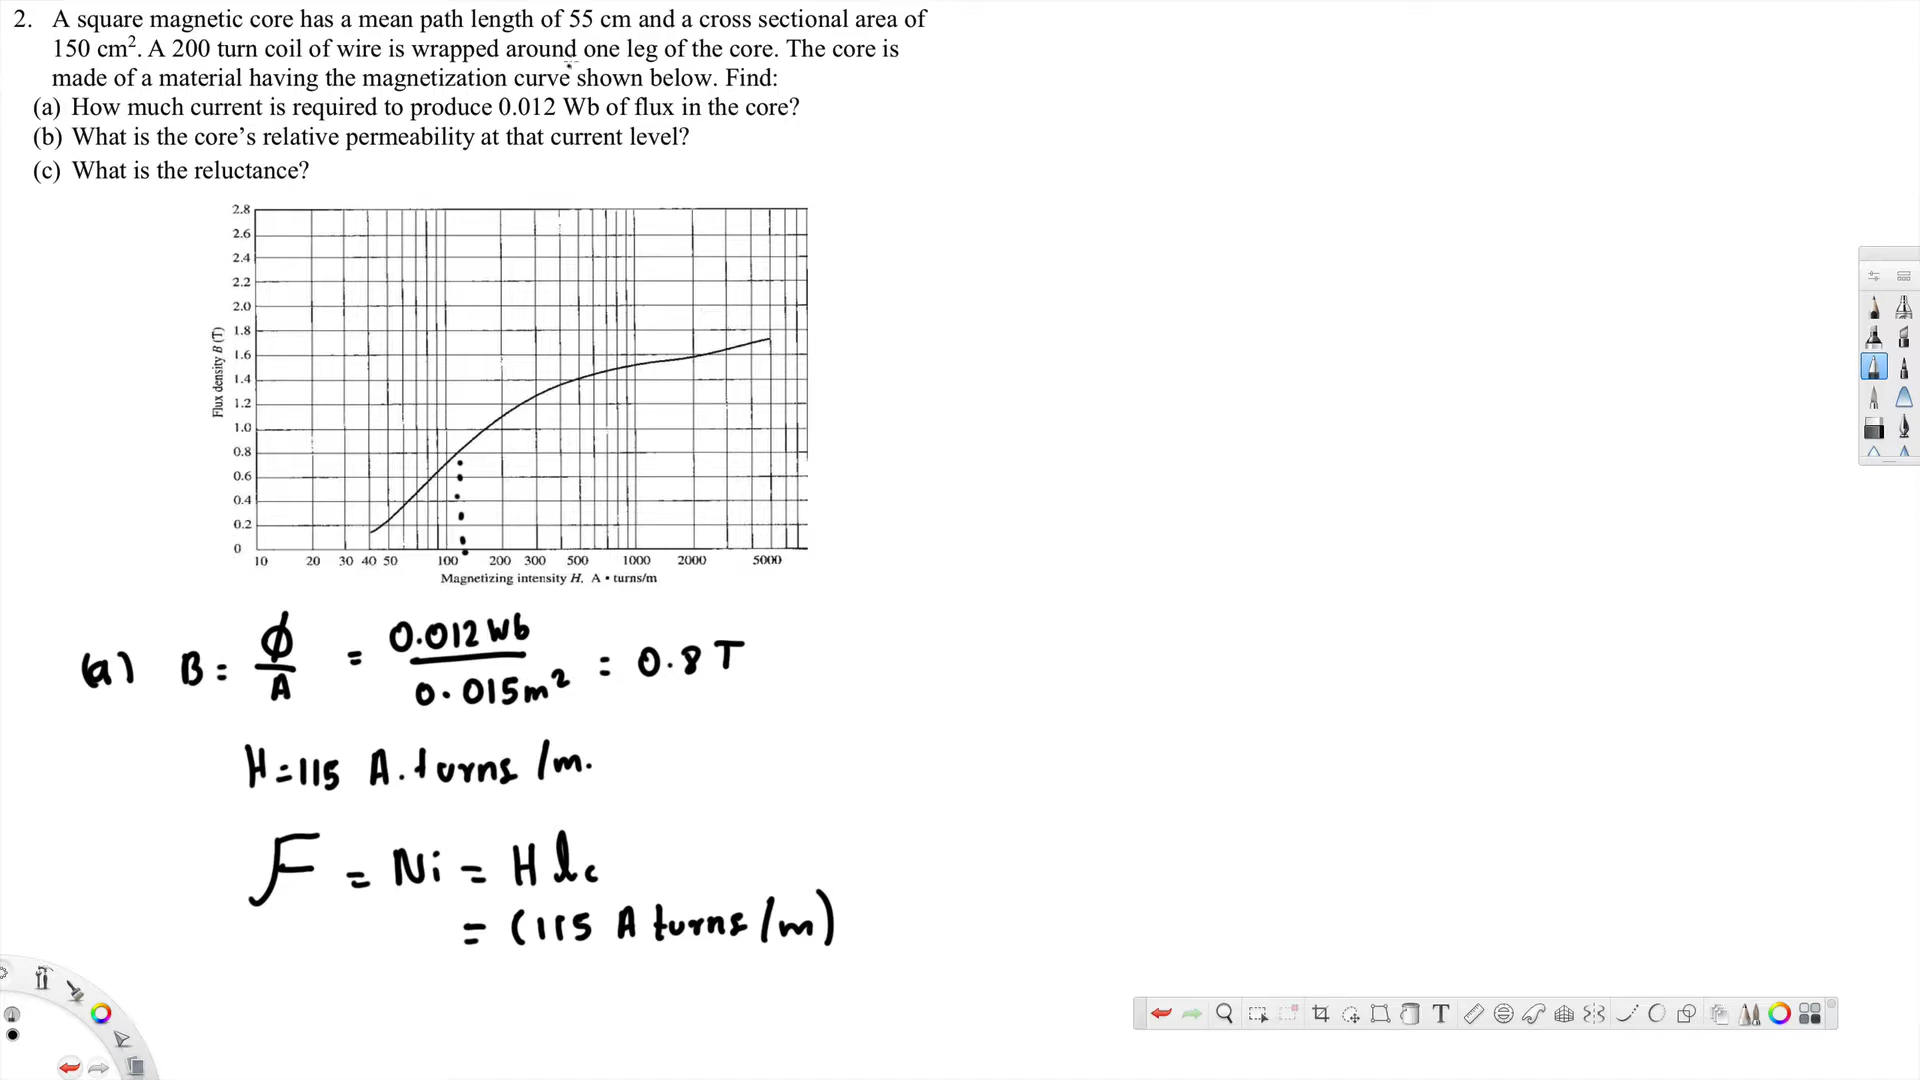 2. A square magnetic core has a mean path length of 55 cm and a cross sectional area of
150 cm². A 200 turn coil of wire is wrapped around one leg of the core. The core is
made of a material having the magnetization curve shown below. Find:
(a) How much current is required to produce 0.012 Wb of flux in the core?
(b) What is the core’s relative permeability at that current level?
(c) What is the reluctance?
2.8
2.6
2.4
2.2
2.0
1.8
1.6
1.4
1.2
1.0
0.8
0.6
0.4
0.2
0
Flux density B (T)
10 20 30 40 50 100 200 300 500 1000 2000 5000
Magnetizing intensity H, A • turns/m
(a) B = ϕ/A = 0.012 Wb / 0.015 m² = 0.8 T
H = 115 A.turns /m.
F = Ni = H lc
= (115 A turns /m)
T